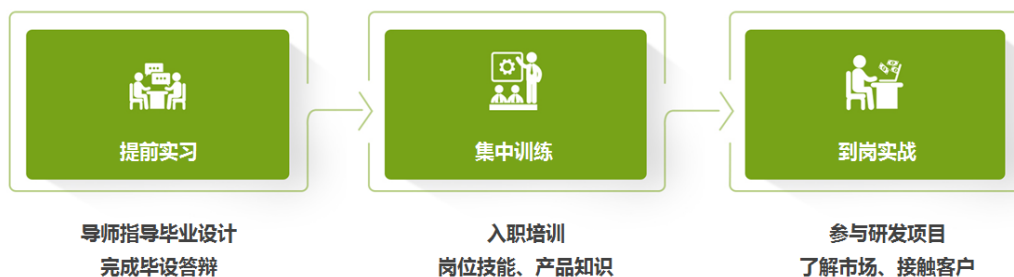 提前实习
集中训练
到岗实战
导师指导毕业设计
完成毕设答辩
入职培训
岗位技能、产品知识
参与研发项目
了解市场、接触客户